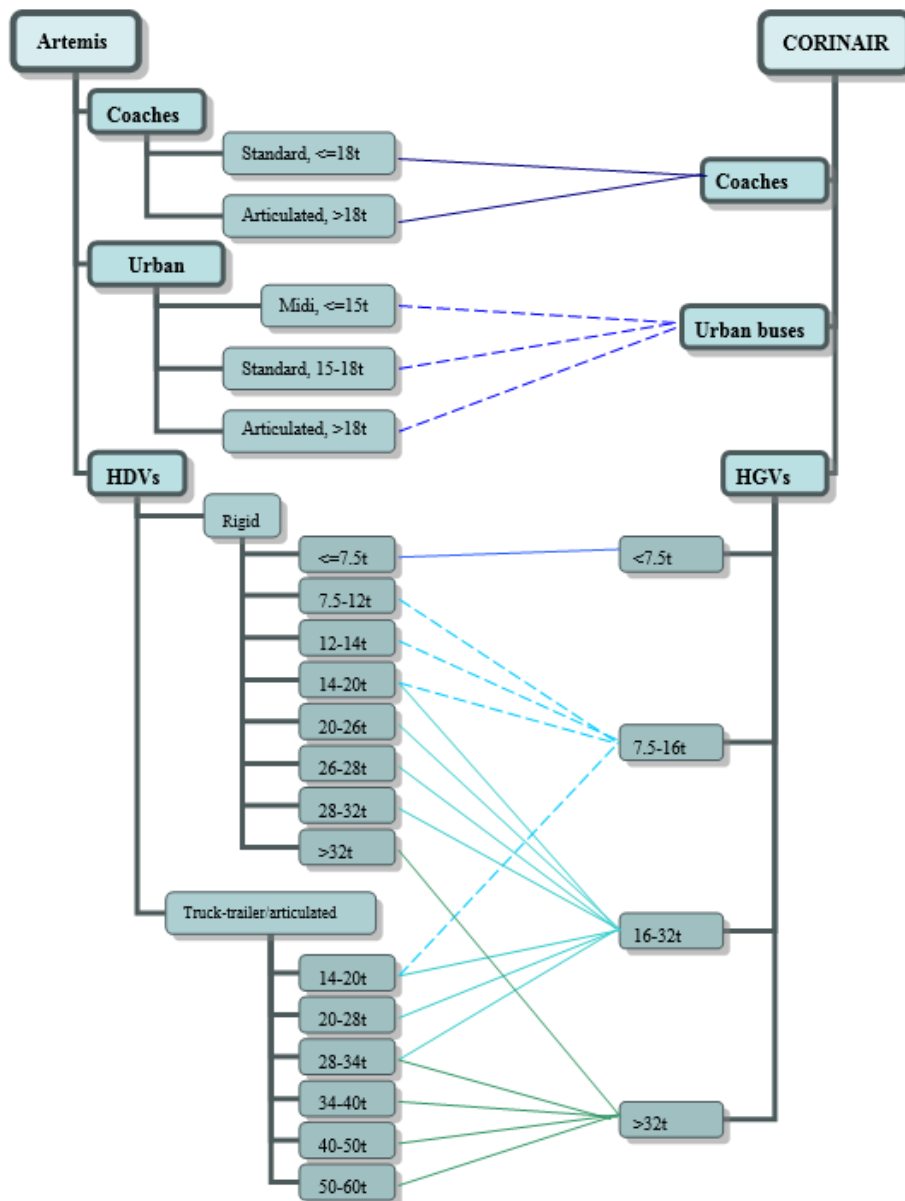 Artemis
CORINAIR
Coaches
Standard, <=18t
Coaches
Articulated, >18t
Urban
Midi, <=15t
Urban buses
Standard, 15-18t
Articulated, >18t
HDVs
HGVs
Rigid
<=7.5t
<7.5t
7.5-12t
12-14t
14-20t
20-26t
7.5-16t
26-28t
28-32t
>32t
Truck-trailer/articulated
16-32t
14-20t
20-28t
28-34t
34-40t
>32t
40-50t
50-60t